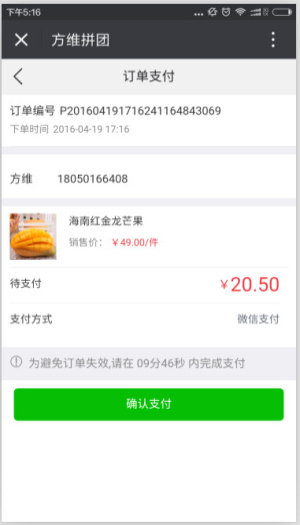 下午5:16
方维拼团
订单支付
订单编号 P201604191716241164843069
下单时间 2016-04-19 17:16
方维 18050166408
海南红金龙芒果
销售价： ￥49.00/件
待支付 ￥20.50
支付方式 微信支付
为避免订单失效,请在 09分46秒 内完成支付
确认支付